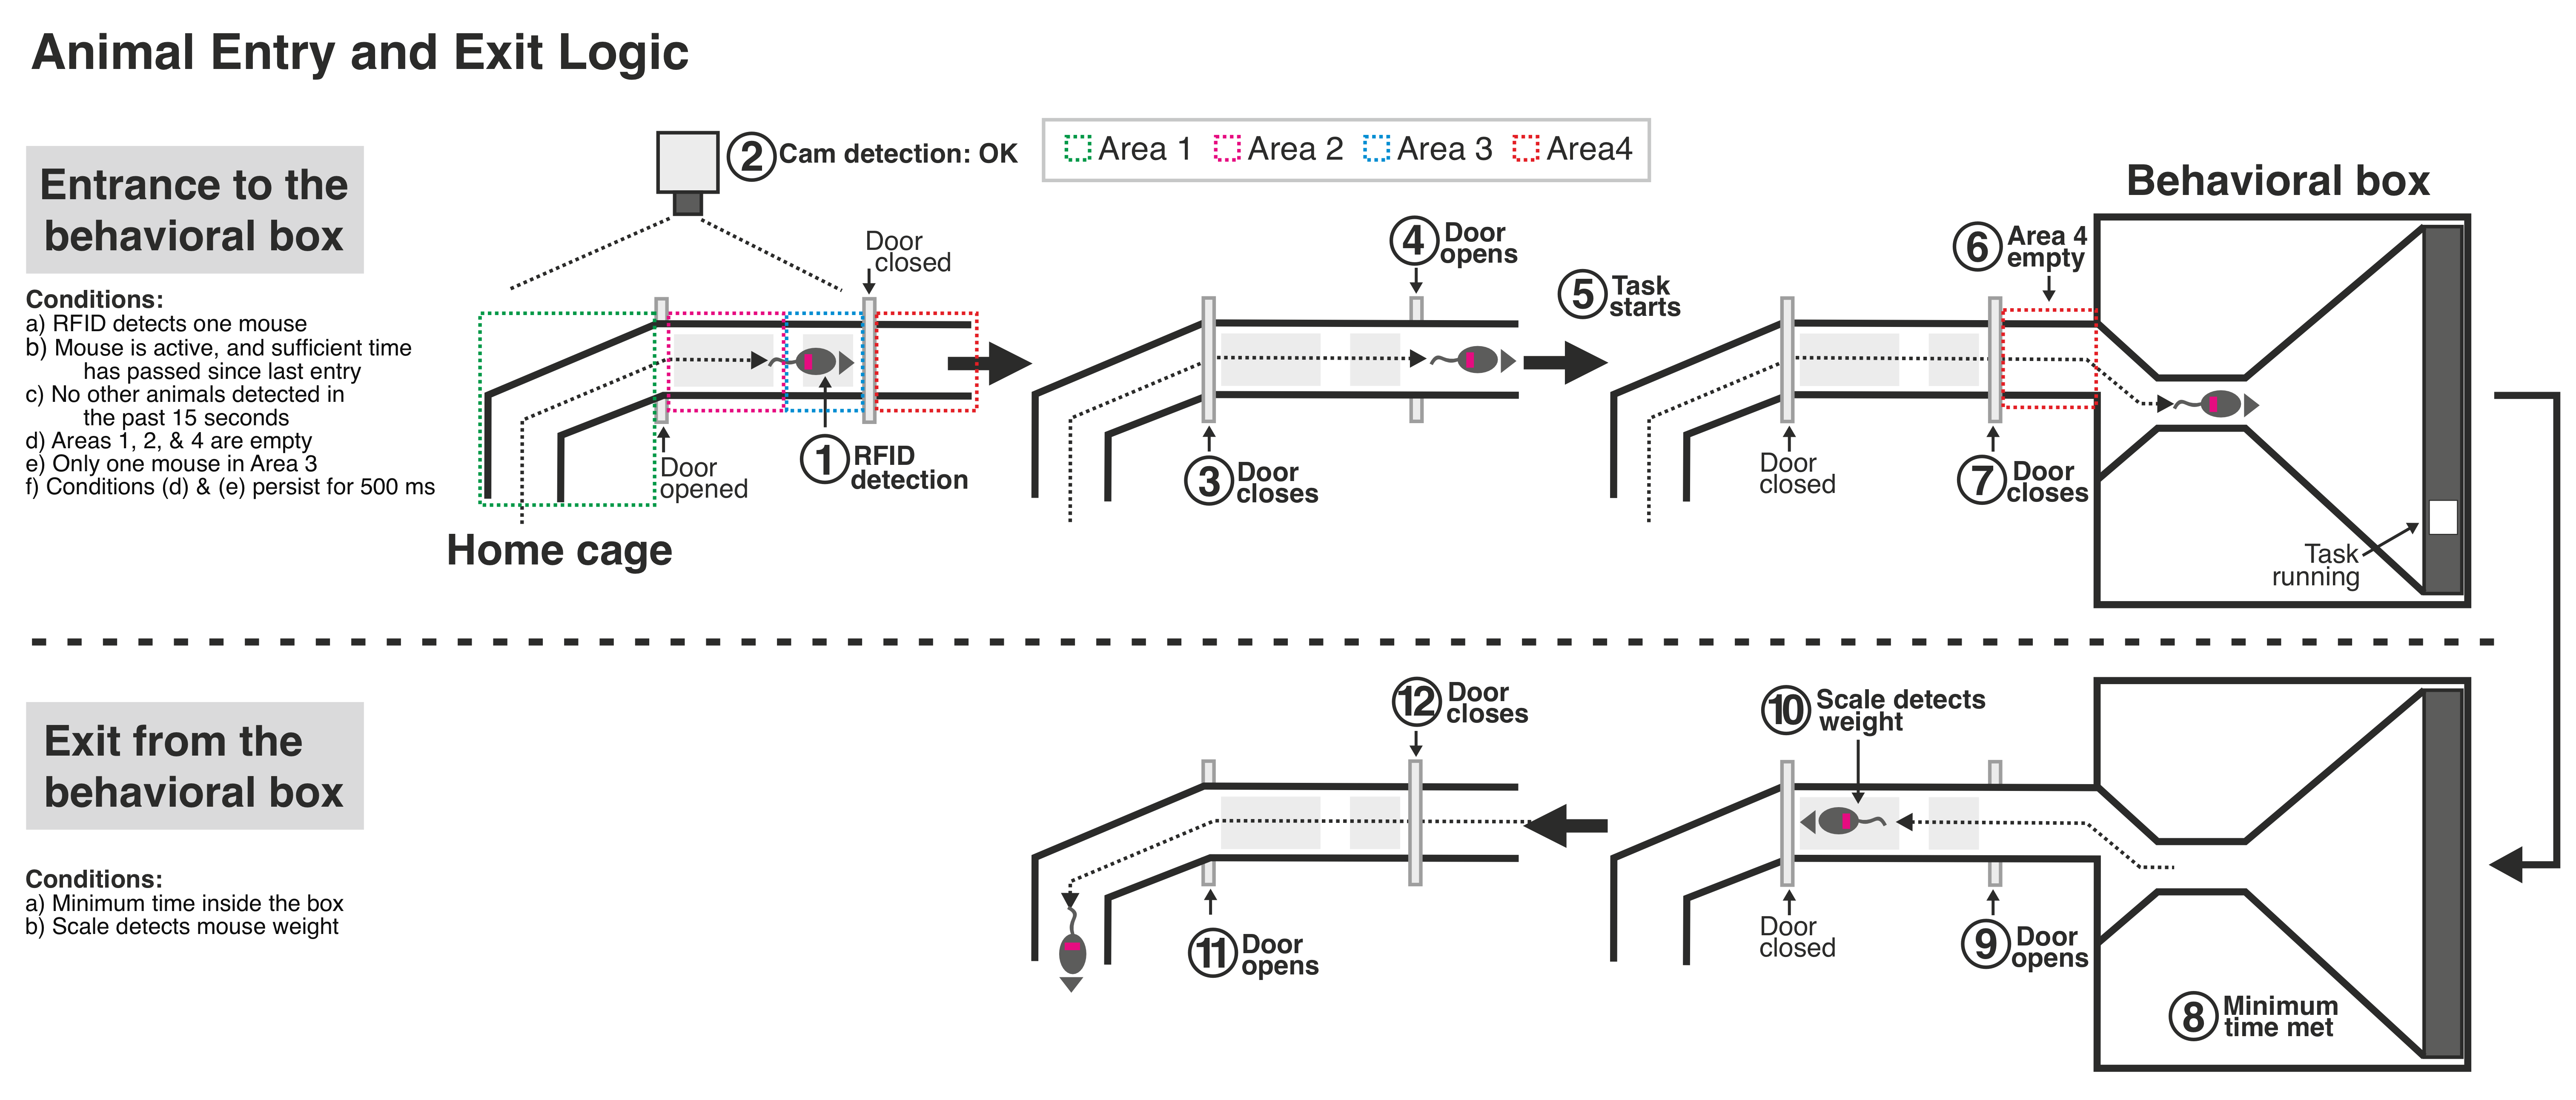 Animal Entry and Exit Logic
Entrance to the
behavioral box
Conditions:
a) RFID detects one mouse
b) Mouse is active, and sufficient time
has passed since last entry
c) No other animals detected in
the past 15 seconds
d) Areas 1, 2, & 4 are empty
e) Only one mouse in Area 3
f) Conditions (d) & (e) persist for 500 ms
2 Cam detection: OK
Area 1
Area 2
Area 3
Area4
Door
closed
Door
opened
1 RFID
detection
Home cage
3 Door
closes
4 Door
opens
5 Task
starts
6 Area 4
empty
Door
closed
7 Door
closes
Behavioral box
Task
running
Exit from the
behavioral box
Conditions:
a) Minimum time inside the box
b) Scale detects mouse weight
12 Door
closes
11 Door
opens
10 Scale detects
weight
Door
closed
9 Door
opens
8 Minimum
time met